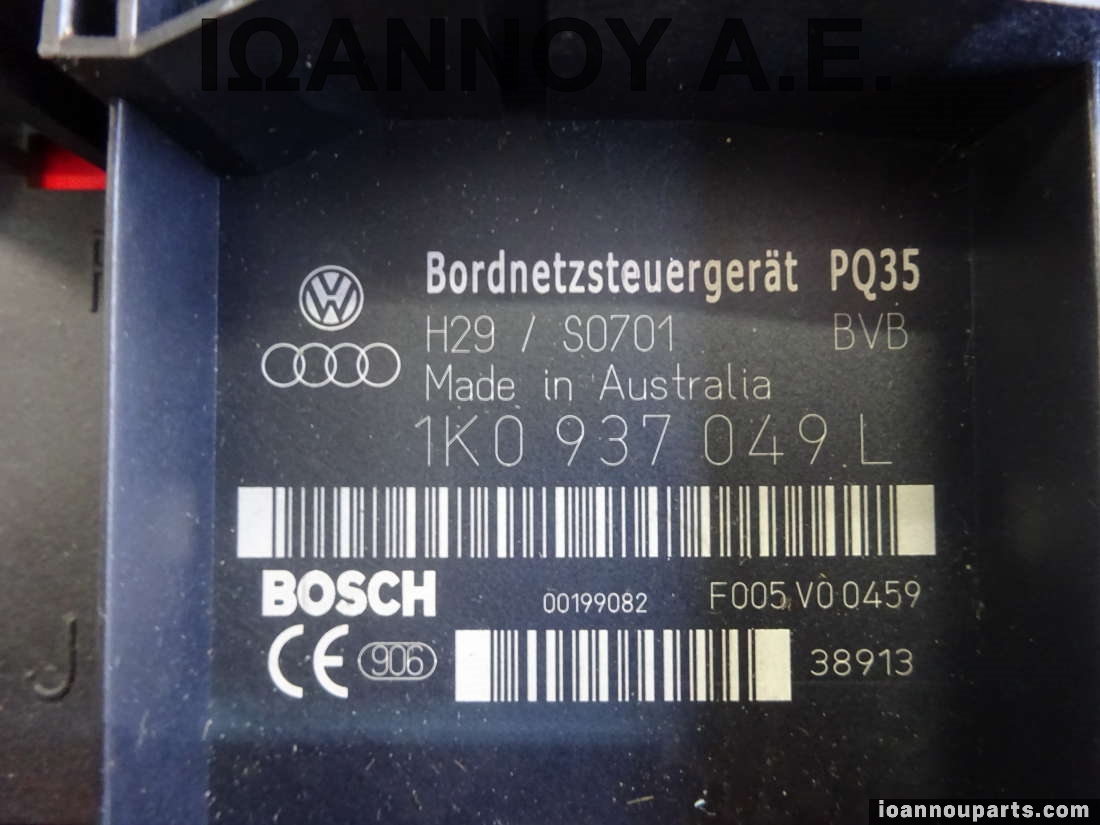 ΙΩΑΝΝΟΥ Α.Ε.
Bordnetzsteuergerät PQ35
H29 / S0701 BVB
Made in Australia
1K0 937 049 L
BOSCH 00199082 F005 V0 0459
CE 906 38913
J
ioannouparts.com